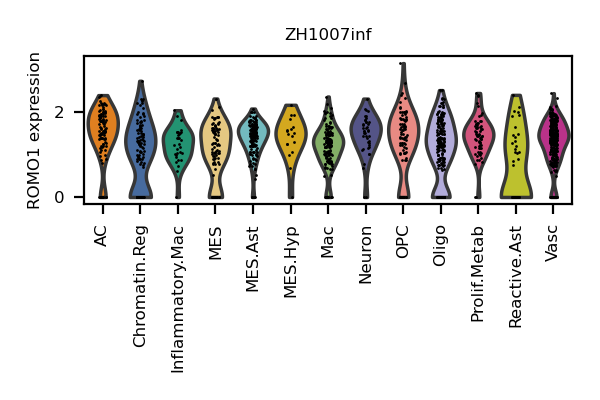 ZH1007inf
ROMO1 expression
2
0
AC
Chromatin.Reg
Inflammatory.Mac
MES
MES.Ast
MES.Hyp
Mac
Neuron
OPC
Oligo
Prolif.Metab
Reactive.Ast
Vasc